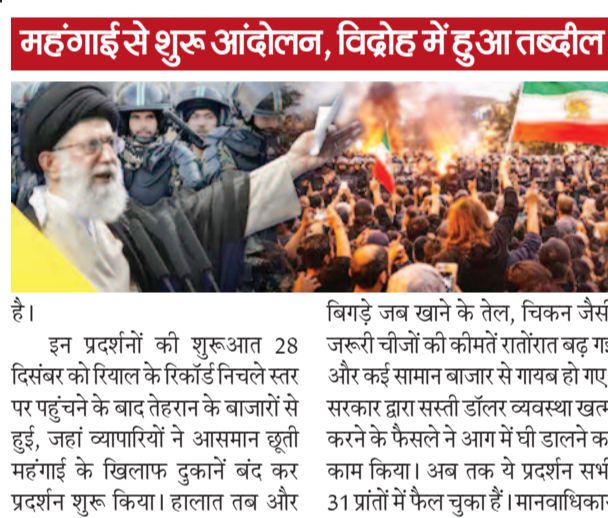 महंगाई से शुरू आंदोलन, विद्रोह में हुआ तब्दील
है।
इन प्रदर्शनों की शुरूआत 28
दिसंबर को रियाल के रिकॉर्ड निचले स्तर
पर पहुंचने के बाद तेहरान के बाजारों से
हुई, जहां व्यापारियों ने आसमान छूती
महंगाई के खिलाफ दुकानें बंद कर
प्रदर्शन शुरू किया। हालात तब और
बिगड़े जब खाने के तेल, चिकन जैसी
जरूरी चीजों की कीमतें रातोंरात बढ़ गई
और कई सामान बाजार से गायब हो गए
सरकार द्वारा सस्ती डॉलर व्यवस्था खत्म
करने के फैसले ने आग में घी डालने का
काम किया। अब तक ये प्रदर्शन सभी
31 प्रांतों में फैल चुका हैं। मानवाधिकार